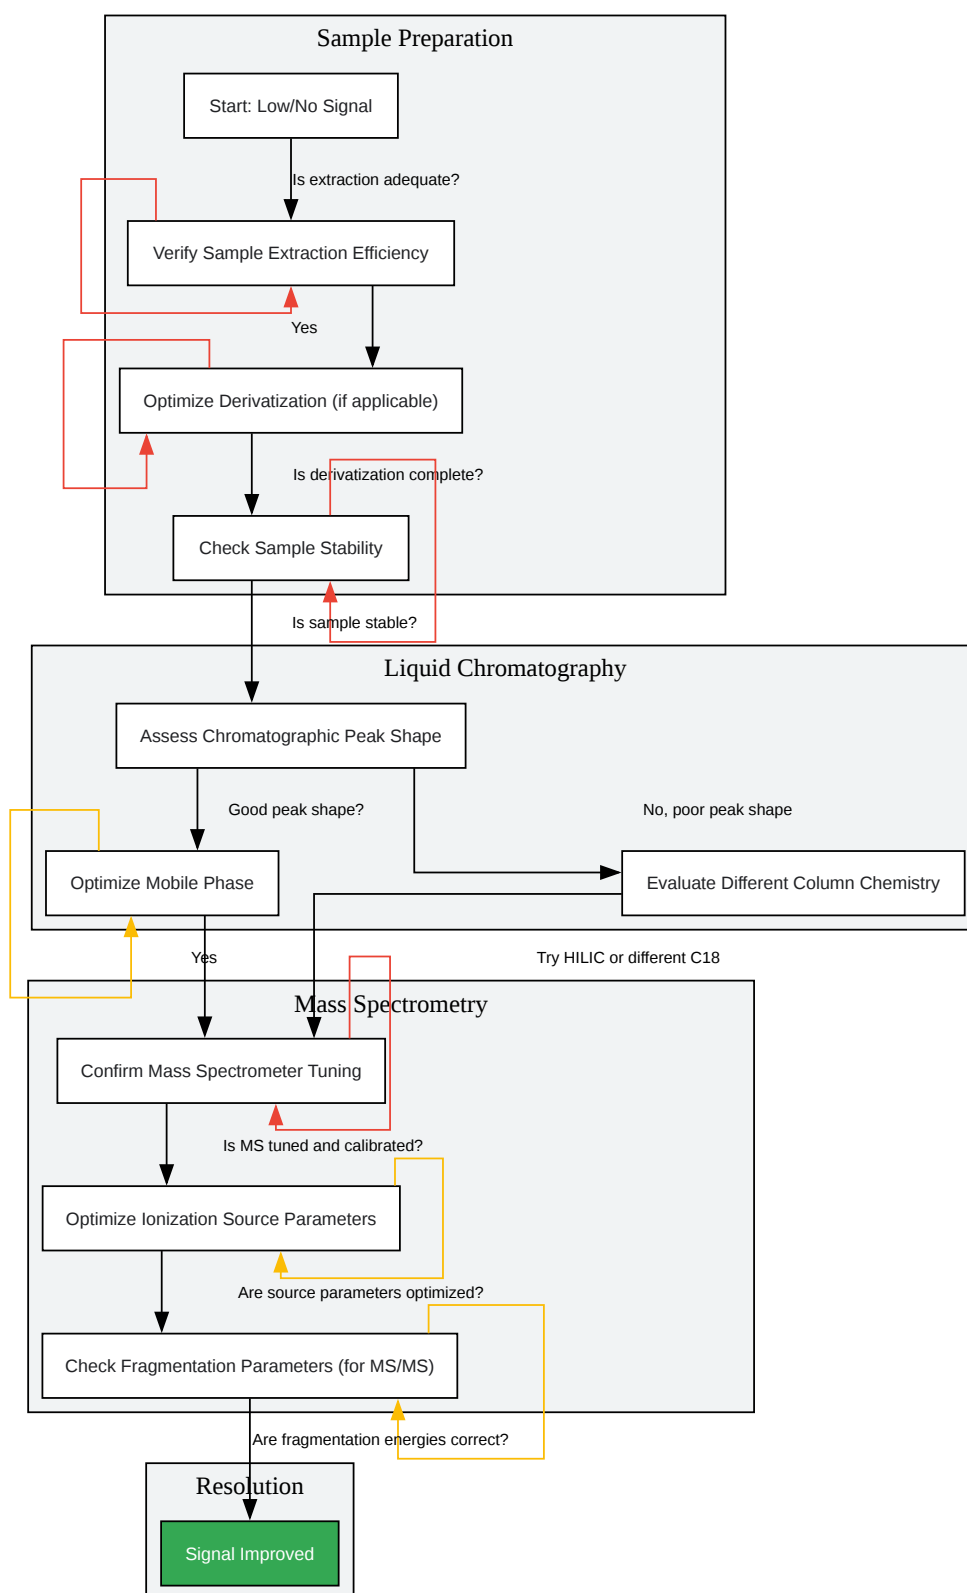 Sample Preparation
Start: Low/No Signal
Is extraction adequate?
Verify Sample Extraction Efficiency
Yes
Optimize Derivatization (if applicable)
Is derivatization complete?
Check Sample Stability
Is sample stable?
Liquid Chromatography
Assess Chromatographic Peak Shape
Good peak shape?
No, poor peak shape
Optimize Mobile Phase
Evaluate Different Column Chemistry
Yes
Try HILIC or different C18
Mass Spectrometry
Confirm Mass Spectrometer Tuning
Is MS tuned and calibrated?
Optimize Ionization Source Parameters
Are source parameters optimized?
Check Fragmentation Parameters (for MS/MS)
Are fragmentation energies correct?
Resolution
Signal Improved